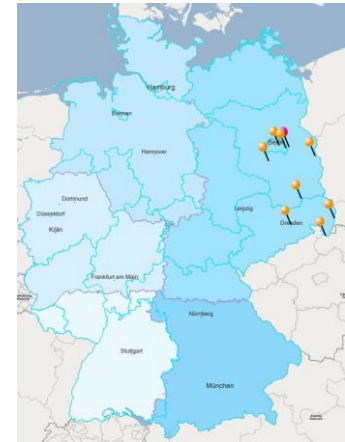 Hamburg
Bremen
Hannover
Berlin
Dortmund
Düsseldorf
Leipzig
Köln
Dresden
Frankfurt am Main
Nürnberg
Stuttgart
München